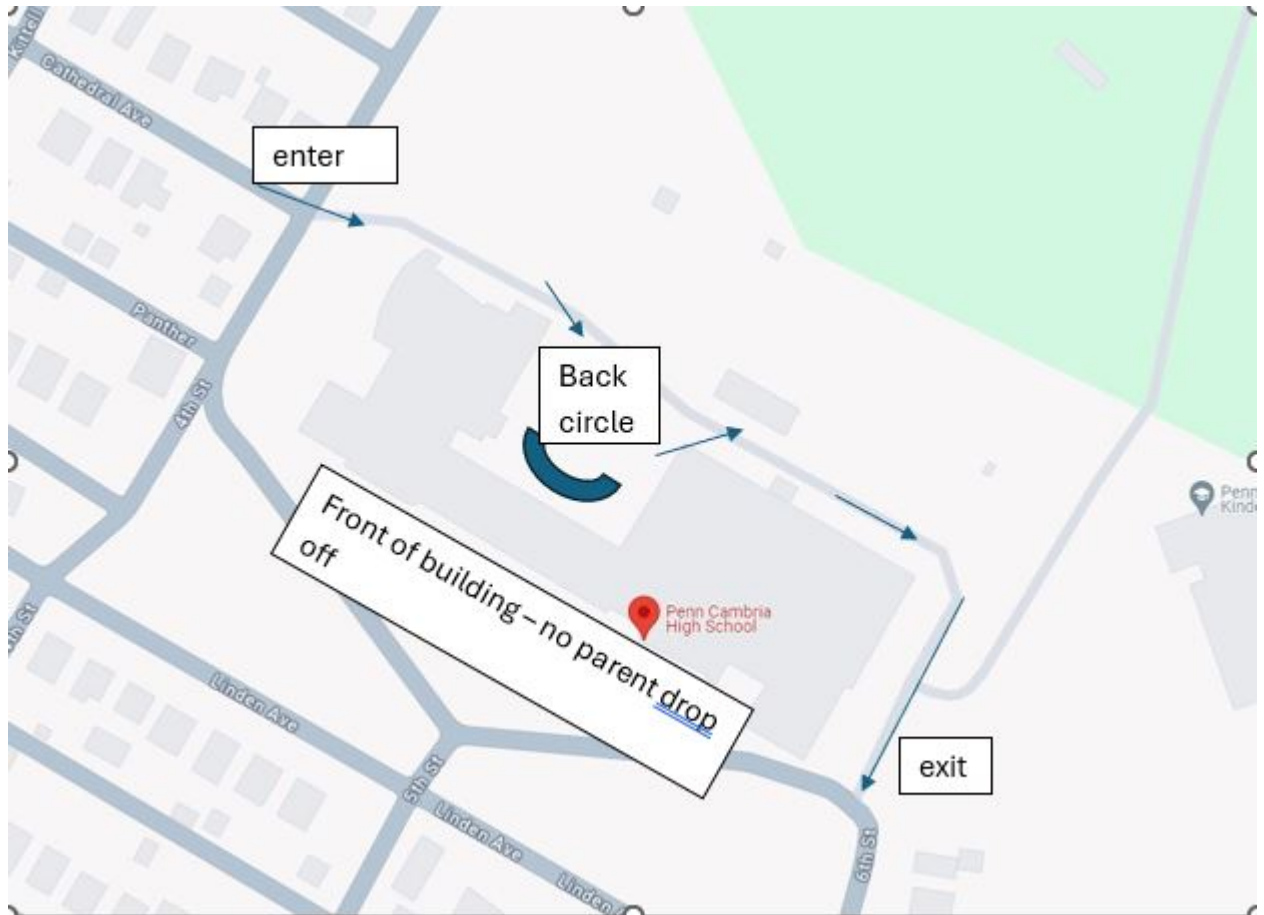 Kittell
Cathedral Ave
enter
Panther
4th St
Back
circle
Penn
Kinde
Front of building – no parent drop
off
Penn Cambria
High School
Linden Ave
5th St
exit
Linden Ave
Linden
6th St